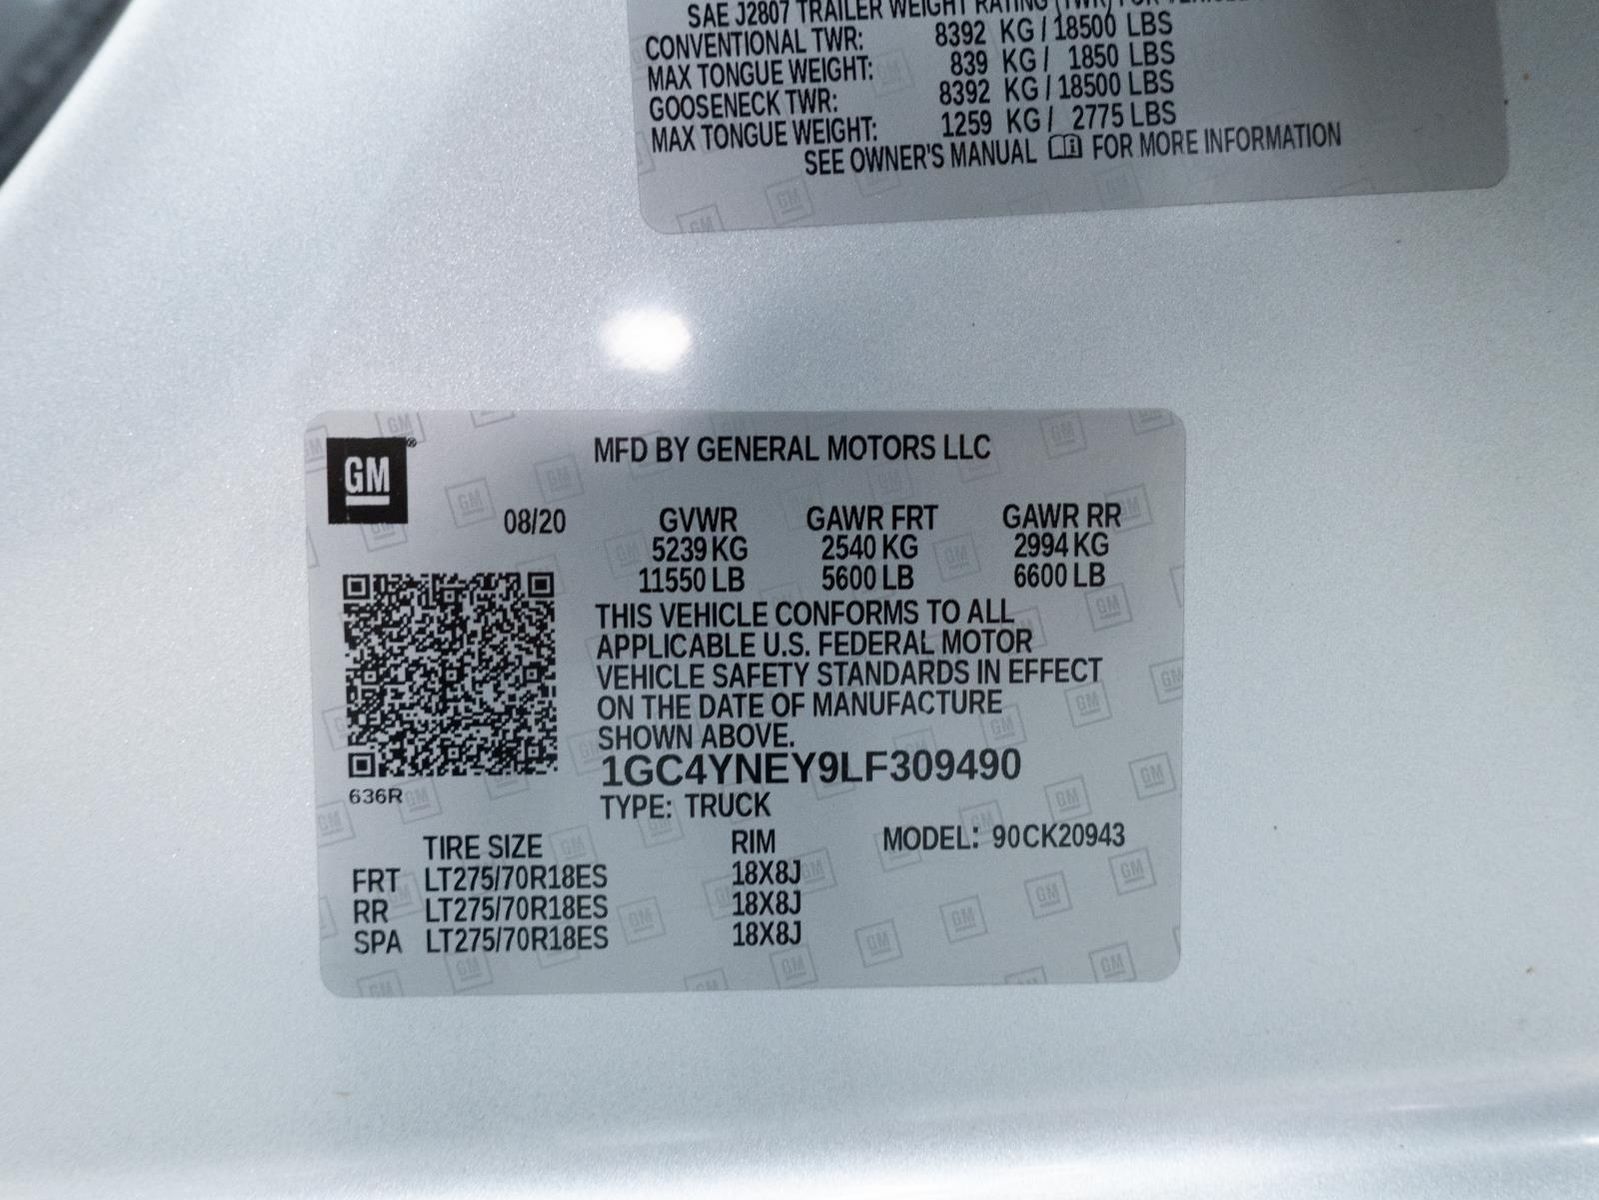 SAE J2807 TRAILER WEIGHT RATING (TWR) FOR
CONVENTIONAL TWR: 8392 KG / 18500 LBS
MAX TONGUE WEIGHT: 839 KG / 1850 LBS
GOOSENECK TWR: 8392 KG / 18500 LBS
MAX TONGUE WEIGHT: 1259 KG / 2775 LBS
SEE OWNER'S MANUAL FOR MORE INFORMATION
GM®
MFD BY GENERAL MOTORS LLC
08/20 GVWR GAWR FRT GAWR RR
5239 KG 2540 KG 2994 KG
11550 LB 5600 LB 6600 LB
THIS VEHICLE CONFORMS TO ALL
APPLICABLE U.S. FEDERAL MOTOR
VEHICLE SAFETY STANDARDS IN EFFECT
ON THE DATE OF MANUFACTURE
SHOWN ABOVE.
1GC4YNEY9LF309490
636R
TYPE: TRUCK
TIRE SIZE RIM MODEL: 90CK20943
FRT LT275/70R18ES 18X8J
RR LT275/70R18ES 18X8J
SPA LT275/70R18ES 18X8J